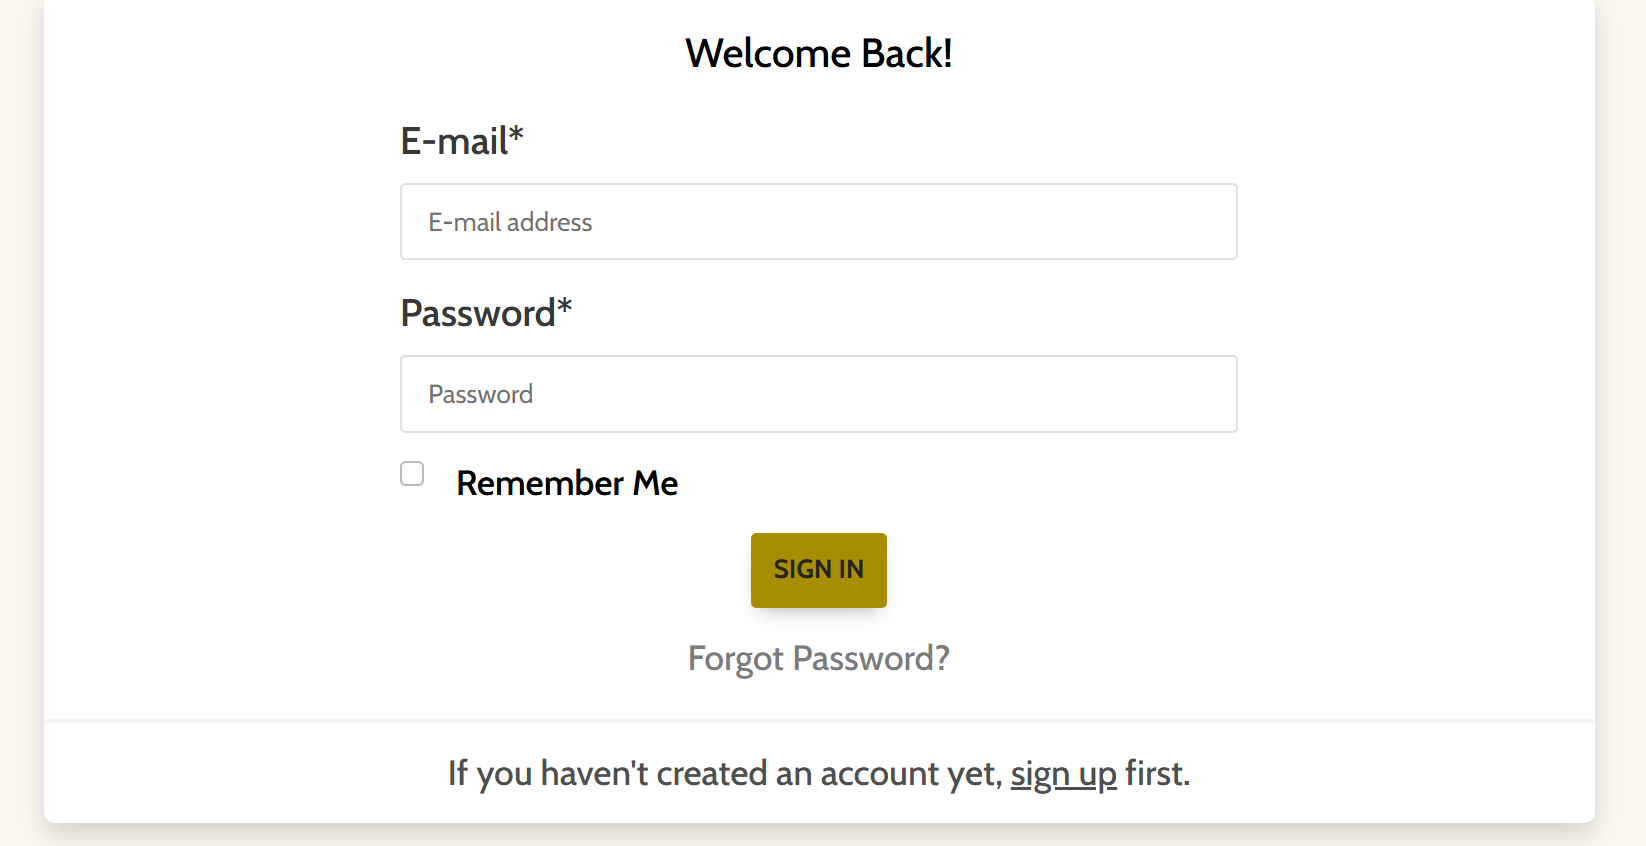 Welcome Back!
E-mail*
E-mail address
Password*
Password
Remember Me
SIGN IN
Forgot Password?
If you haven't created an account yet, sign up first.